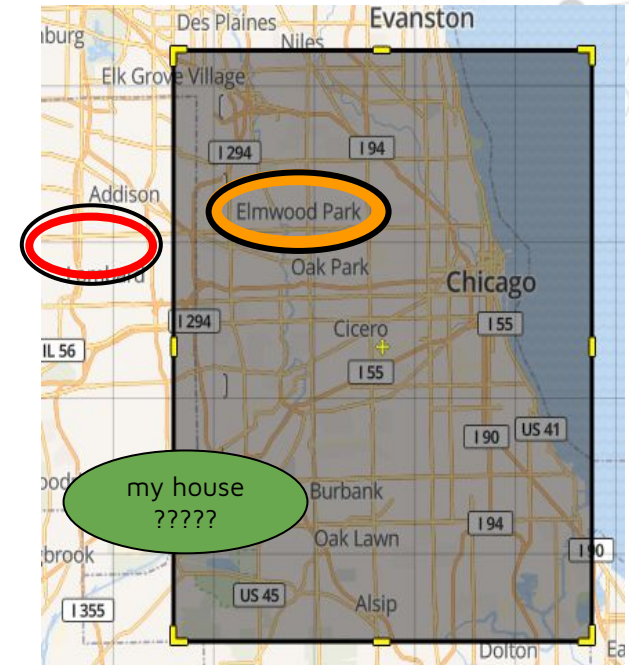 Evanston
Des Plaines
Niles
Elk Grove Village
I 294
I 94
Addison
Elmwood Park
Oak Park
Chicago
I 294
Cicero
I 55
IL 56
I 55
I 90
US 41
my house
?????
Burbank
I 94
Oak Lawn
I 90
brook
US 45
Alsip
I 355
Dolton